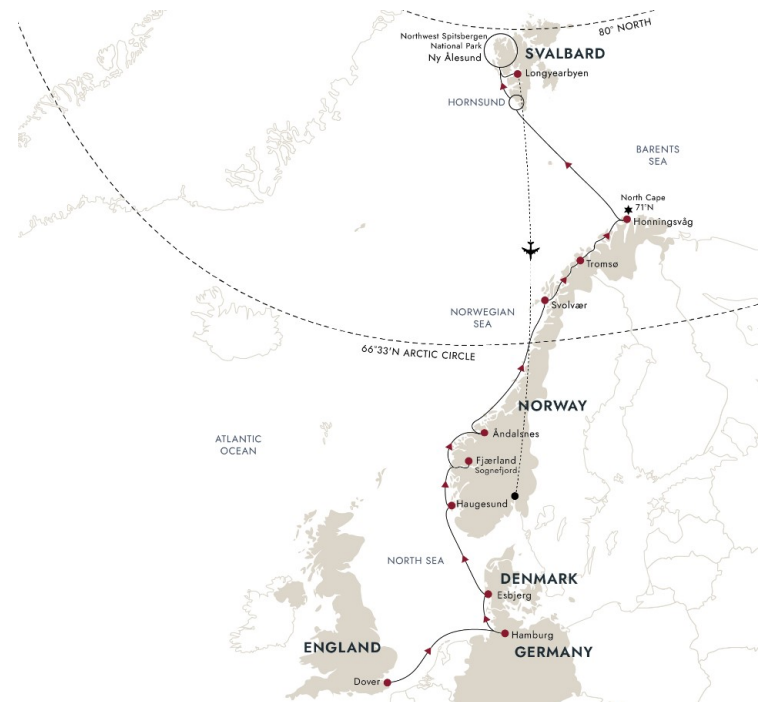 80° NORTH
Northwest Spitsbergen
National Park
Ny Ålesund
SVALBARD
Longyearbyen
HORNSUND
BARENTS
SEA
North Cape
71°N
Honningsvåg
Tromsø
Svolvær
NORWEGIAN
SEA
66°33'N ARCTIC CIRCLE
NORWAY
Åndalsnes
ATLANTIC
OCEAN
Fjærland
Sognefjord
Haugesund
NORTH SEA
DENMARK
Esbjerg
Hamburg
ENGLAND
GERMANY
Dover